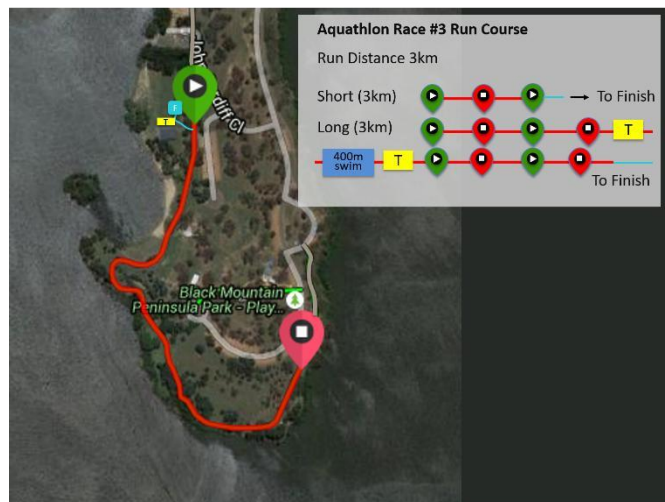 Aquathlon Race #3 Run Course
Run Distance 3km
Short (3km)
To Finish
Long (3km)
T
400m
swim
T
To Finish
F
T
Black Mountain
Peninsula Park - Play...